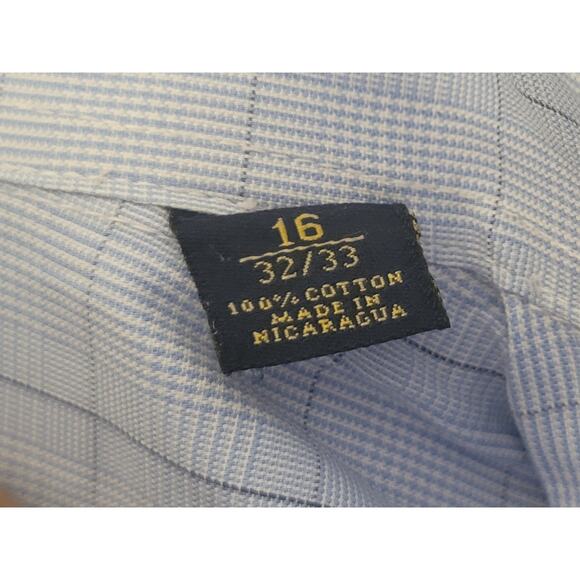 16
32/33
100% COTTON
MADE IN
NICARAGUA